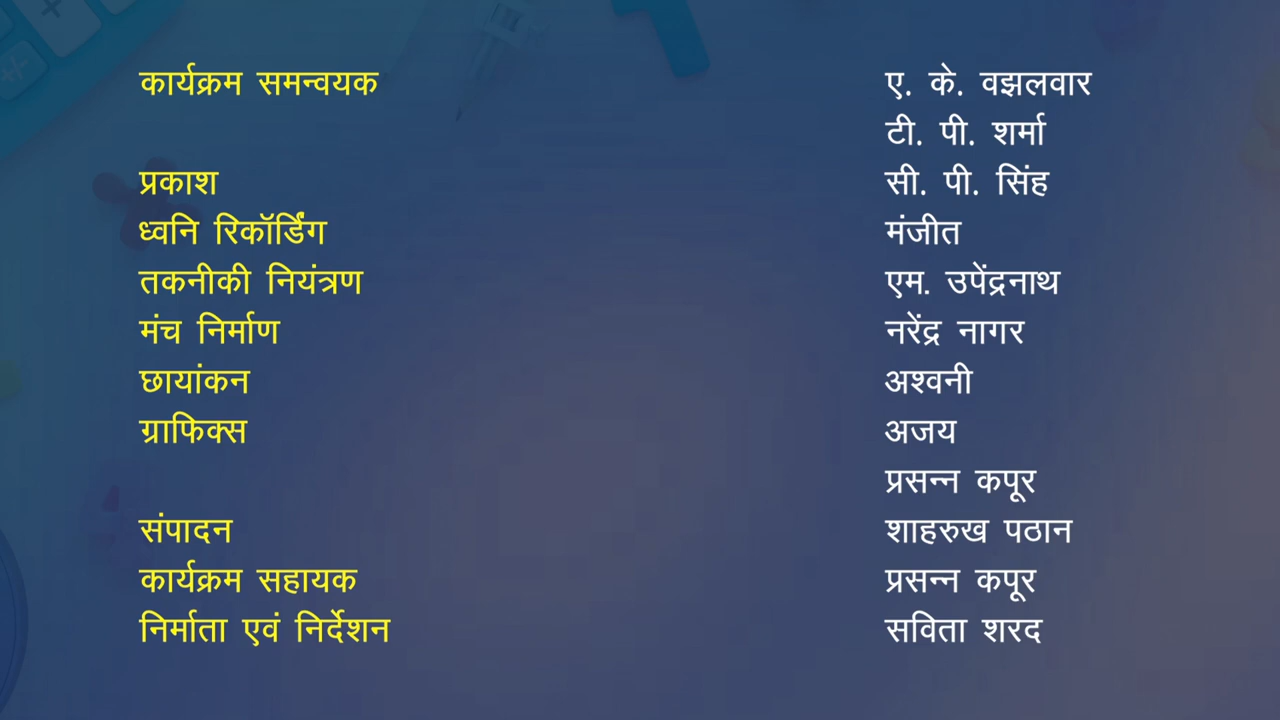 कार्यक्रम समन्वयक ए. के. वझलवार
टी. पी. शर्मा
प्रकाश सी. पी. सिंह
ध्वनि रिकॉर्डिंग मंजीत
तकनीकी नियंत्रण एम. उपेंद्रनाथ
मंच निर्माण नरेंद्र नागर
छायांकन अश्वनी
ग्राफिक्स अजय
प्रसन्न कपूर
संपादन शाहरुख पठान
कार्यक्रम सहायक प्रसन्न कपूर
निर्माता एवं निर्देशन सविता शरद